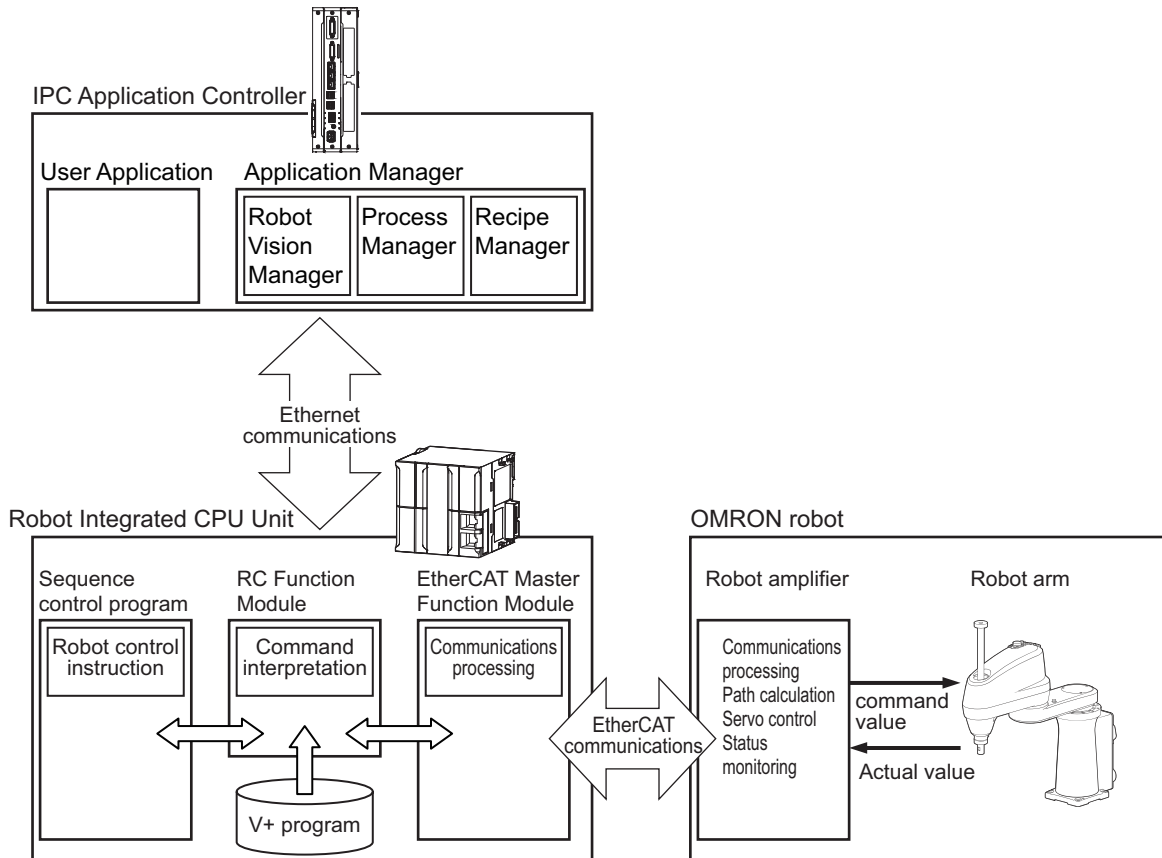 IPC Application Controller
User Application
Application Manager
Robot
Vision
Manager
Process
Manager
Recipe
Manager
Ethernet
communications
Robot Integrated CPU Unit
Sequence
control program
Robot control
instruction
RC Function
Module
Command
interpretation
V+ program
EtherCAT Master
Function Module
Communications
processing
EtherCAT
communications
OMRON robot
Robot amplifier
Communications
processing
Path calculation
Servo control
Status
monitoring
Robot arm
command
value
Actual value